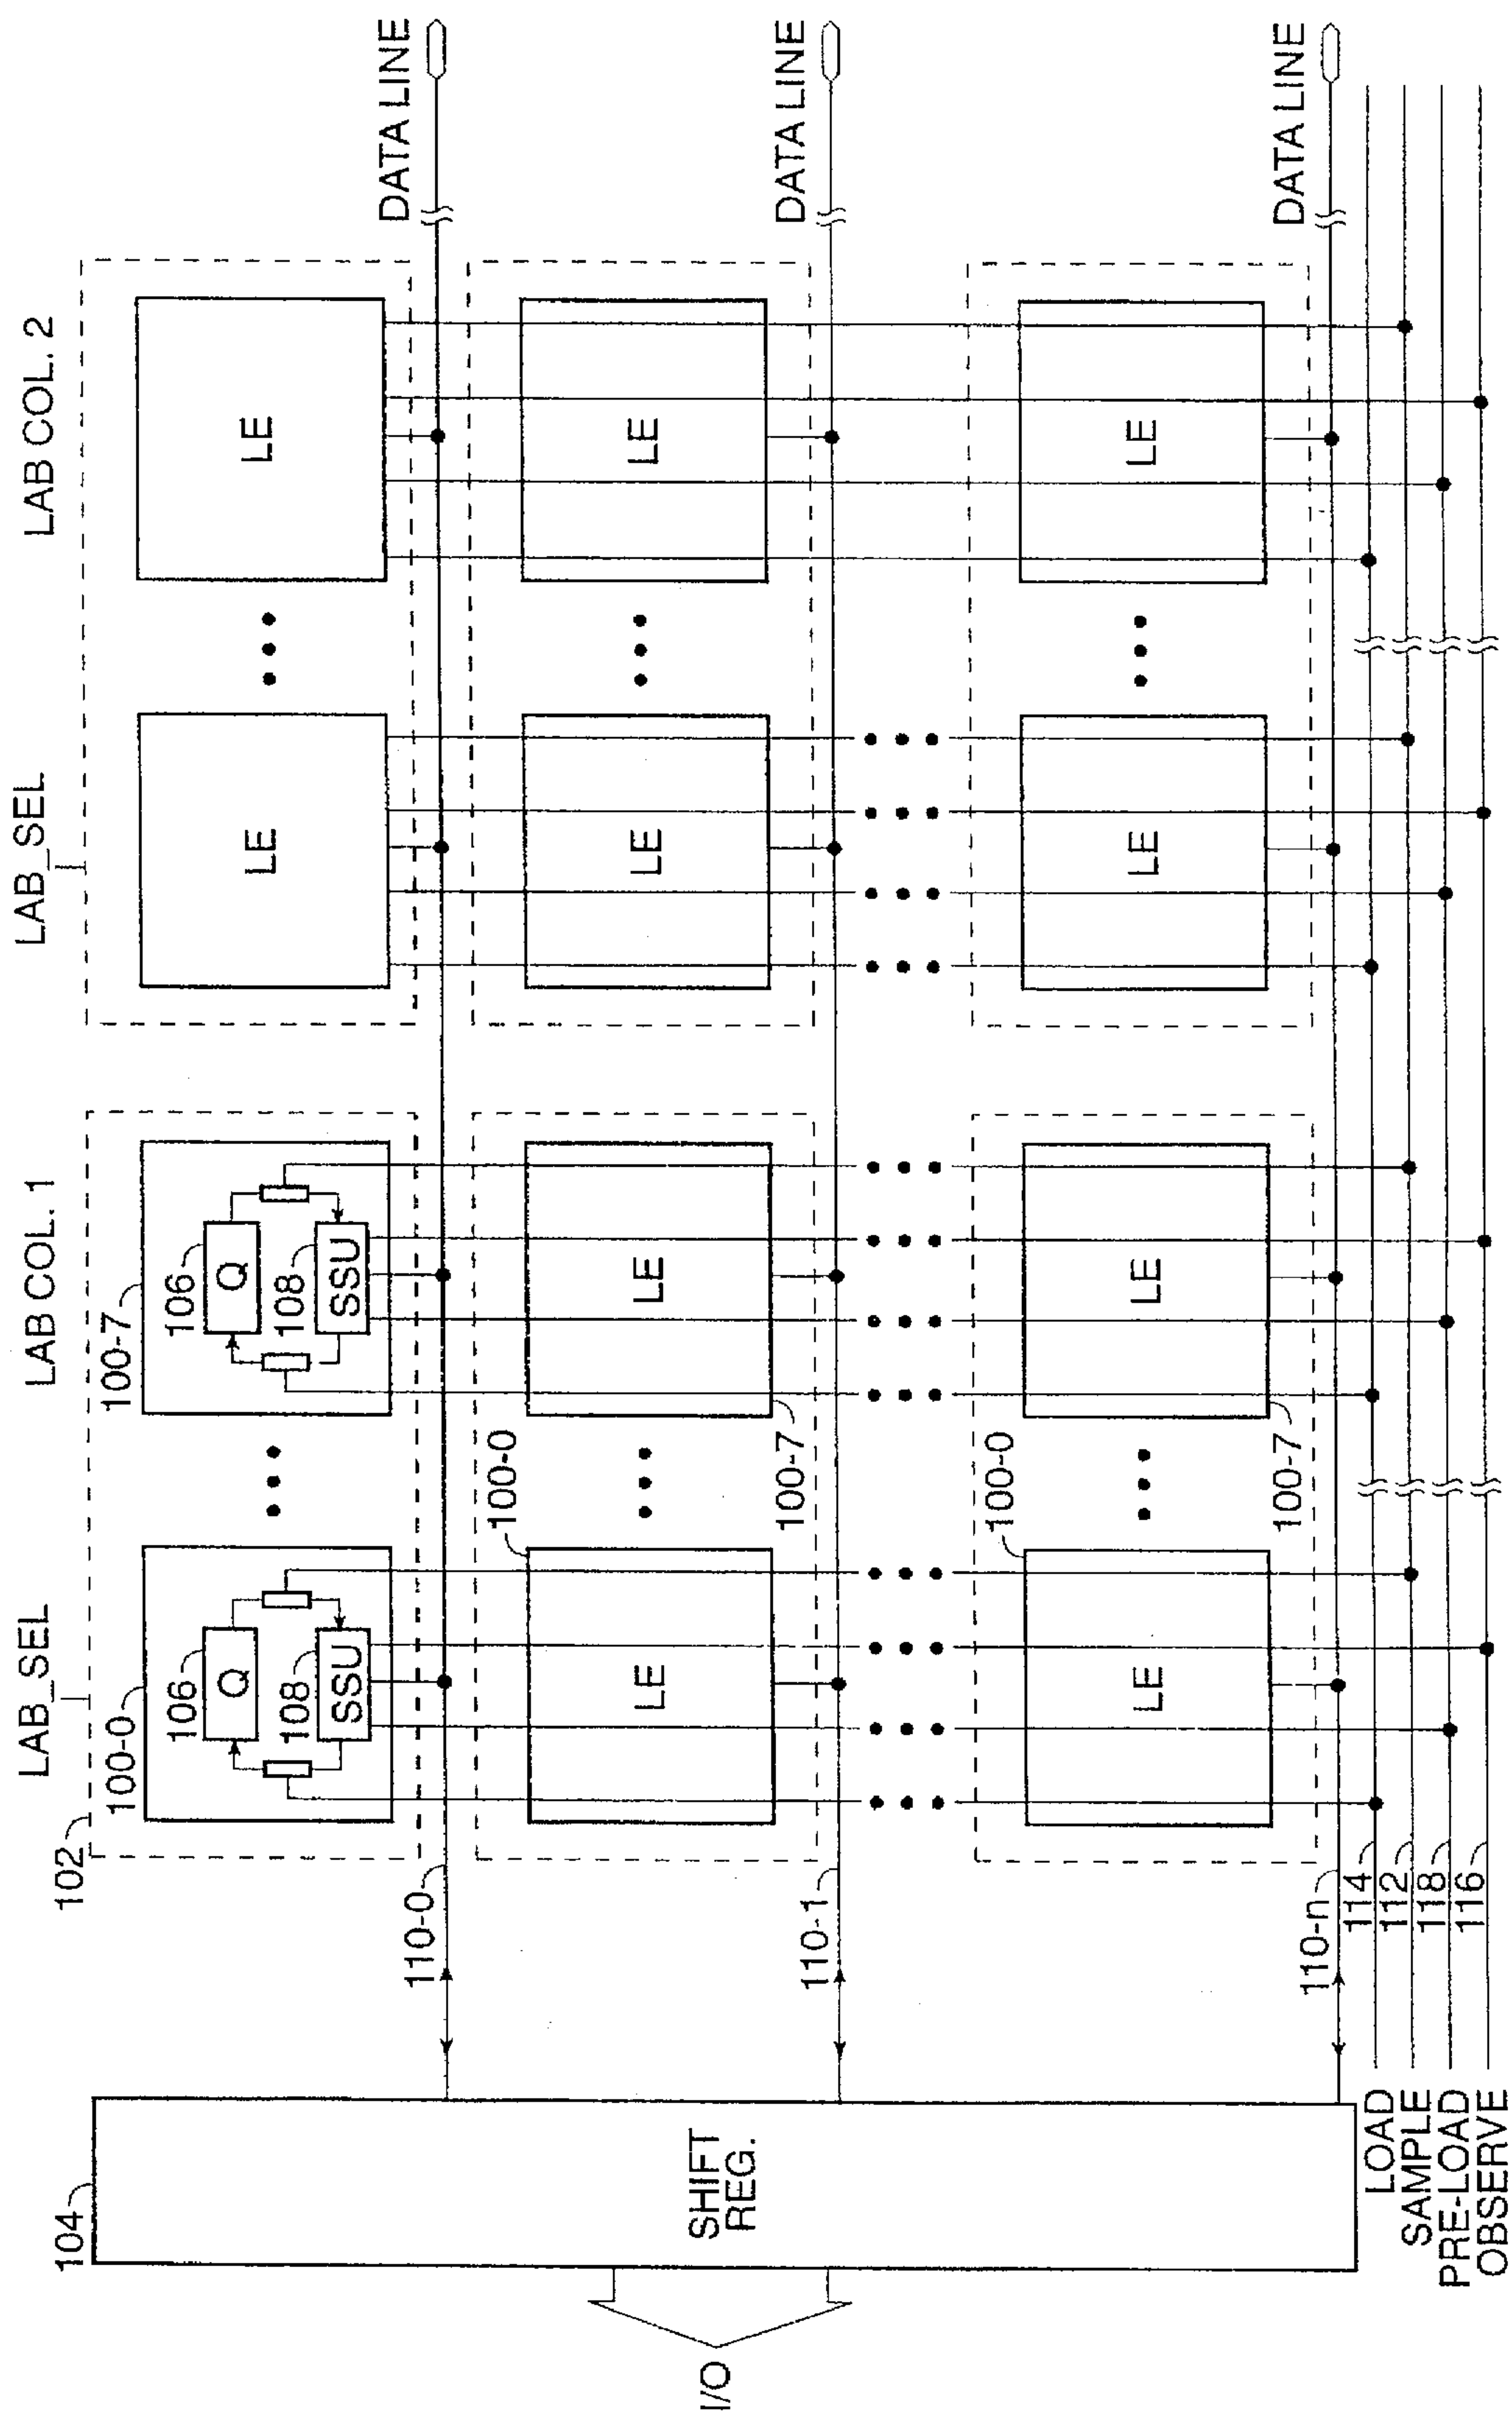 104
SHIFT
REG.
I/O
LOAD
SAMPLE
PRE-LOAD
OBSERVE
102
LAB_SEL
LAB COL. 1
LAB_SEL
LAB COL. 2
100-0
106
Q
108
SSU
100-7
106
Q
108
SSU
LE
LE
110-0
DATA LINE
100-0
LE
LE
100-7
LE
LE
110-1
DATA LINE
100-0
LE
LE
100-7
LE
LE
110-n
DATA LINE
114
112
118
116